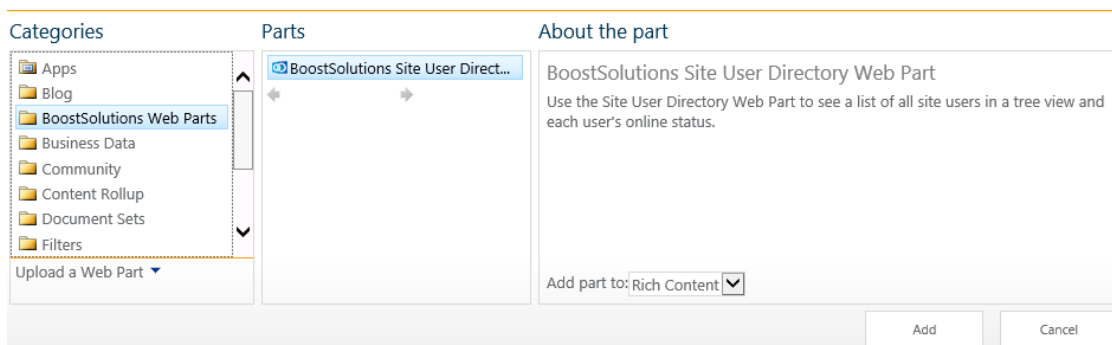 Categories
Apps
Blog
BoostSolutions Web Parts
Business Data
Community
Content Rollup
Document Sets
Filters
Upload a Web Part
Parts
BoostSolutions Site User Direct...
About the part
BoostSolutions Site User Directory Web Part
Use the Site User Directory Web Part to see a list of all site users in a tree view and
each user's online status.
Add part to: Rich Content
Add
Cancel